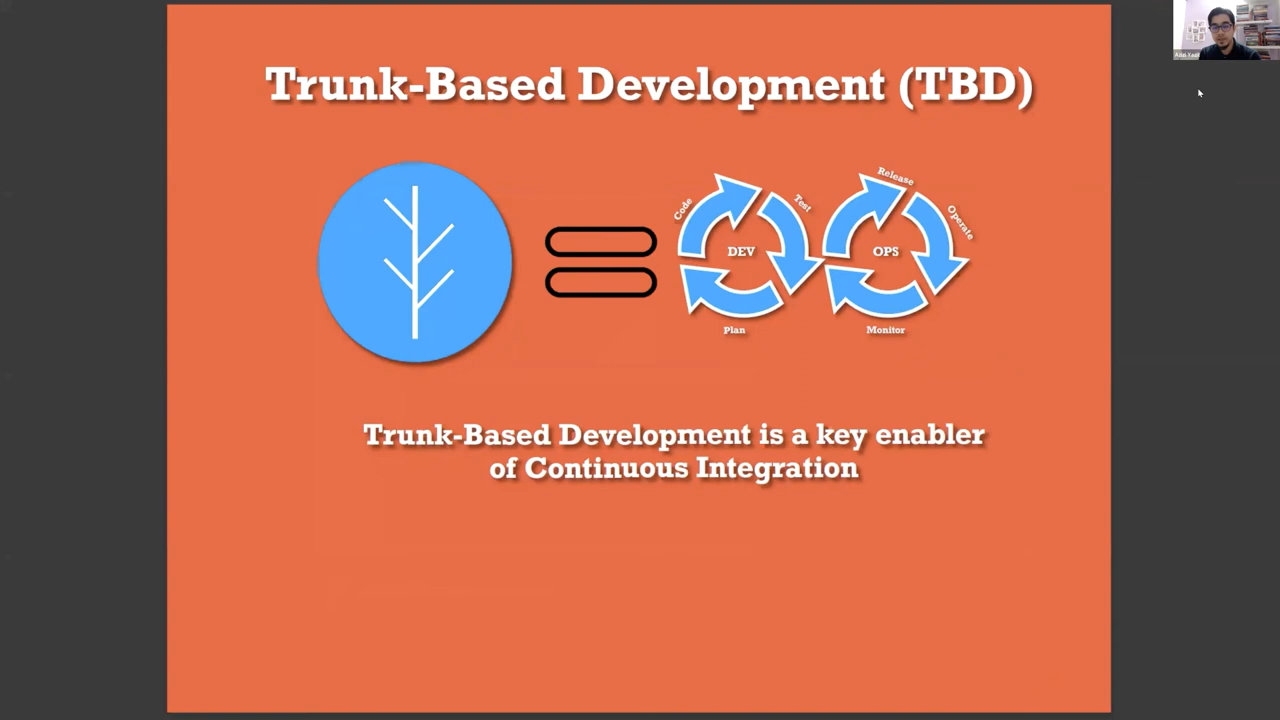 Trunk-Based Development (TBD)
Code
Test
DEV
Plan
Release
Operate
OPS
Monitor
Trunk-Based Development is a key enabler
of Continuous Integration